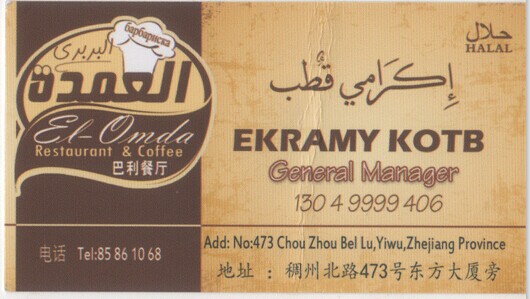 البربري
барбариска
العمدة
El-Omda
Restaurant & Coffee
巴利餐厅
حلال
HALAL
إكرامي قُطب
EKRAMY KOTB
General Manager
130 4 9999 406
电话 Tel:85 86 10 68
Add: No:473 Chou Zhou Bel Lu,Yiwu,Zhejiang Province
地址：稠州北路473号东方大厦旁